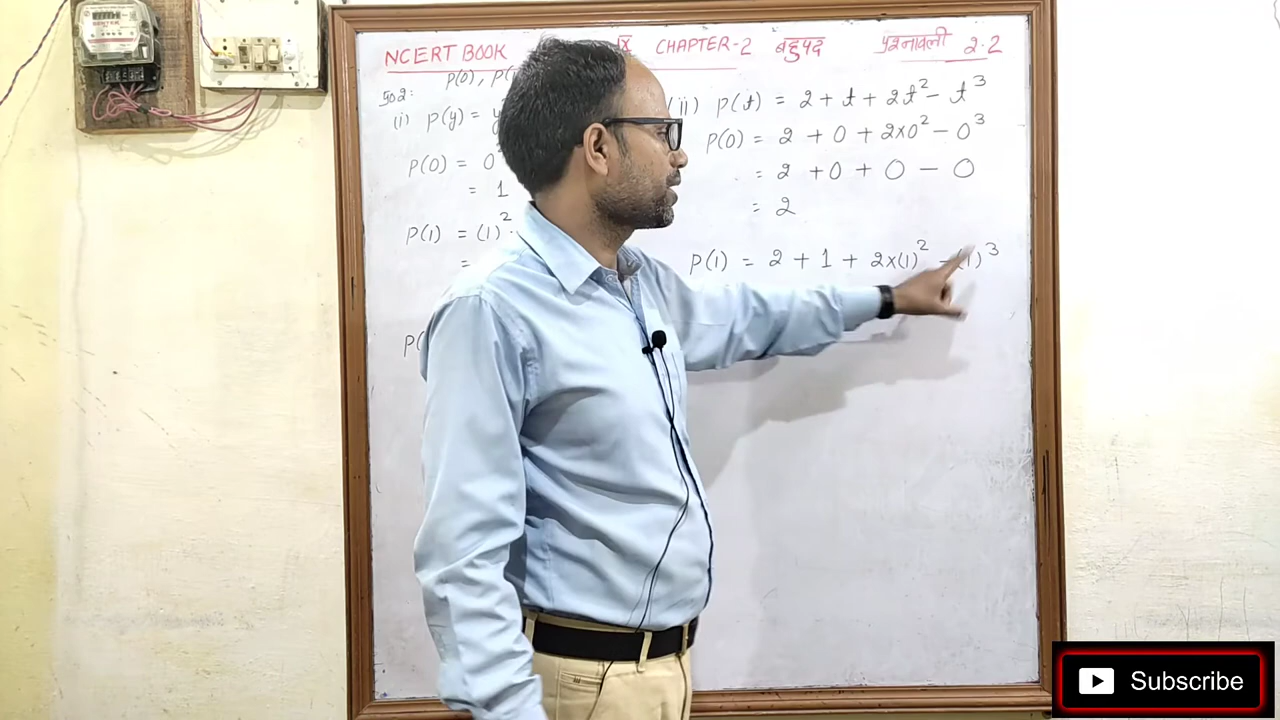 NCERT BOOK IX CHAPTER-2 बहुपद प्रश्नावली 2.2
प्र०2: P(0), P(1
(i) P(y) = y
P(0) = 0
= 1
P(1) = (1)²
=
P(
(ii) P(t) = 2 + t + 2t² - t³
P(0) = 2 + 0 + 2×0² - 0³
= 2 + 0 + 0 - 0
= 2
P(1) = 2 + 1 + 2×(1)² - (1)³
Subscribe